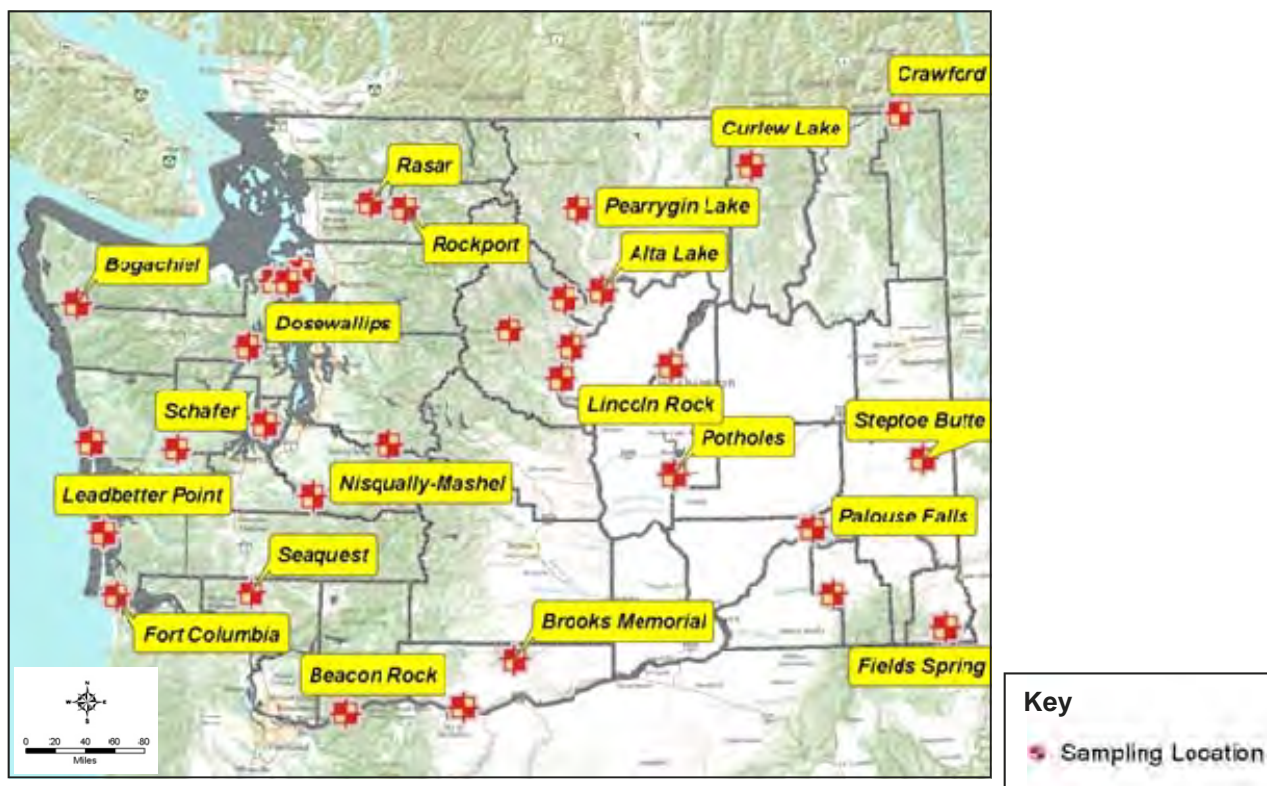 Crawford
Curlew Lake
Rasar
Pearrygin Lake
Rockport
Alta Lake
Bogachiel
Dosewallips
Lincoln Rock
Schafer
Steptoe Butte
Potholes
Nisqually-Mashel
Leadbetter Point
Palouse Falls
Seaquest
Brooks Memorial
Fort Columbia
Fields Spring
Beacon Rock
N
W E
S
0 20 40 60 80
Miles
Key
Sampling Location